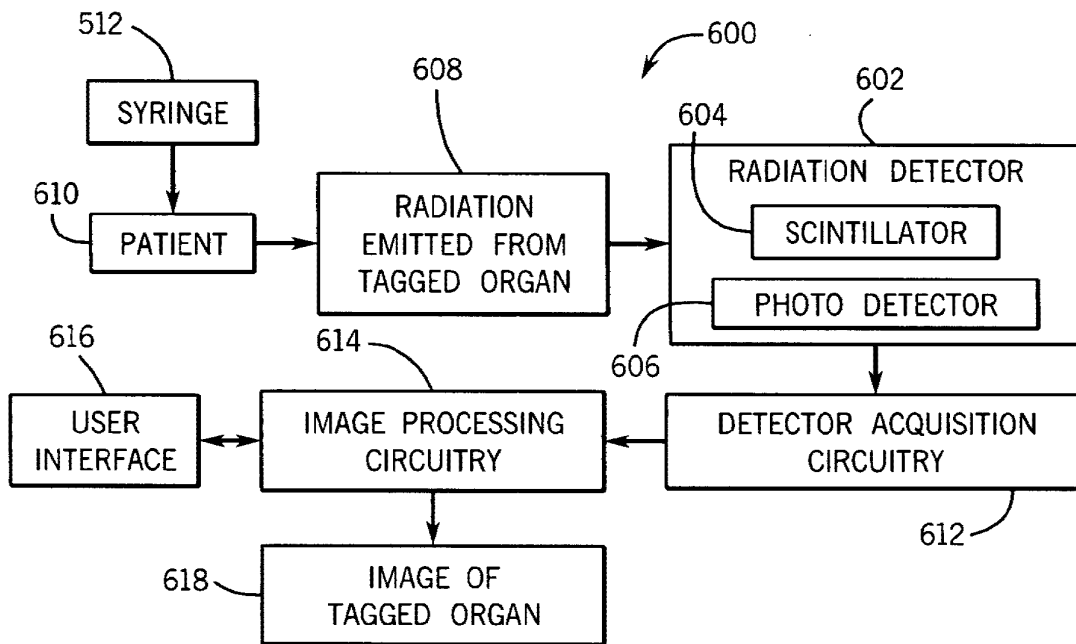 512
600
608
602
SYRINGE
604
610
RADIATION
EMITTED FROM
TAGGED ORGAN
RADIATION DETECTOR
SCINTILLATOR
PATIENT
PHOTO DETECTOR
616
614
606
USER
INTERFACE
IMAGE PROCESSING
CIRCUITRY
DETECTOR ACQUISITION
CIRCUITRY
612
618
IMAGE OF
TAGGED ORGAN